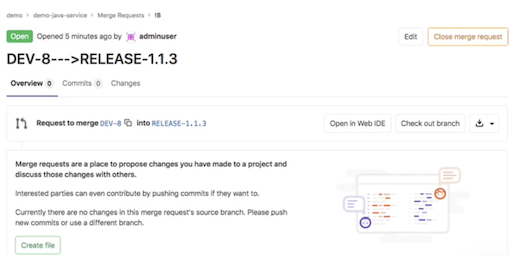 demo > demo-java-service > Merge Requests > !8
Open Opened 5 minutes ago by adminuser Edit Close merge request
DEV-8--->RELEASE-1.1.3
Overview 0 Commits 0 Changes
Request to merge DEV-8 into RELEASE-1.1.3 Open in Web IDE Check out branch
Merge requests are a place to propose changes you have made to a project and
discuss those changes with others.
Interested parties can even contribute by pushing commits if they want to.
Currently there are no changes in this merge request's source branch. Please push
new commits or use a different branch.
Create file